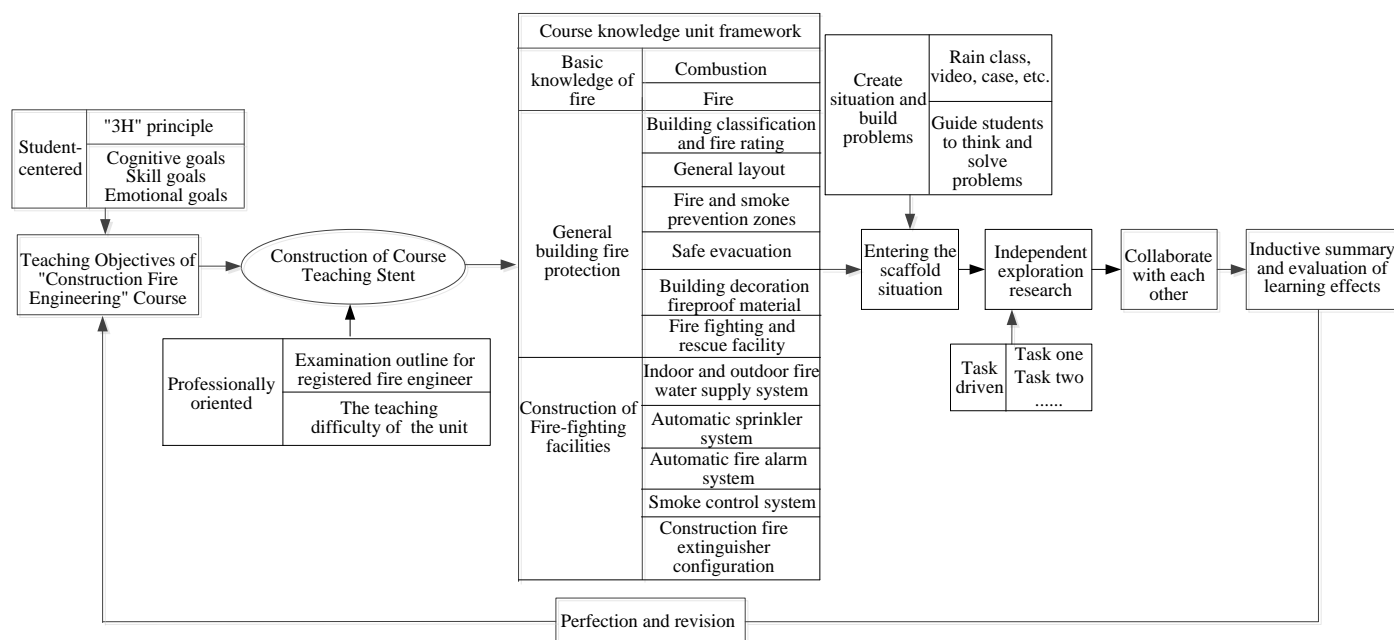 Course knowledge unit framework
Basic
knowledge of
fire
Combustion
Fire
General
building fire
protection
Building classification
and fire rating
General layout
Fire and smoke
prevention zones
Safe evacuation
Building decoration
fireproof material
Fire fighting and
rescue facility
Construction of
Fire-fighting
facilities
Indoor and outdoor fire
water supply system
Automatic sprinkler
system
Automatic fire alarm
system
Smoke control system
Construction fire
extinguisher
configuration
Student-
centered
"3H" principle
Cognitive goals
Skill goals
Emotional goals
Teaching Objectives of
"Construction Fire
Engineering" Course
Construction of Course
Teaching Stent
Professionally
oriented
Examination outline for
registered fire engineer
The teaching
difficulty of the unit
Create
situation and
build
problems
Rain class,
video, case, etc.
Guide students
to think and
solve
problems
Entering the
scaffold
situation
Independent
exploration
research
Collaborate
with each
other
Inductive summary
and evaluation of
learning effects
Task
driven
Task one
Task two
......
Perfection and revision